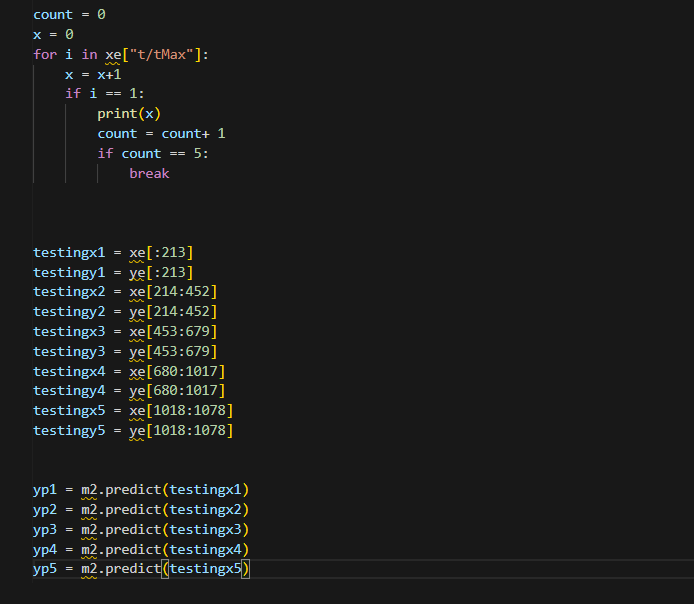 count = 0
x = 0
for i in xe["t/tMax"]:
    x = x+1
    if i == 1:
        print(x)
        count = count+ 1
        if count == 5:
            break
testingx1 = xe[:213]
testingy1 = ye[:213]
testingx2 = xe[214:452]
testingy2 = ye[214:452]
testingx3 = xe[453:679]
testingy3 = ye[453:679]
testingx4 = xe[680:1017]
testingy4 = ye[680:1017]
testingx5 = xe[1018:1078]
testingy5 = ye[1018:1078]
yp1 = m2.predict(testingx1)
yp2 = m2.predict(testingx2)
yp3 = m2.predict(testingx3)
yp4 = m2.predict(testingx4)
yp5 = m2.predict(testingx5)